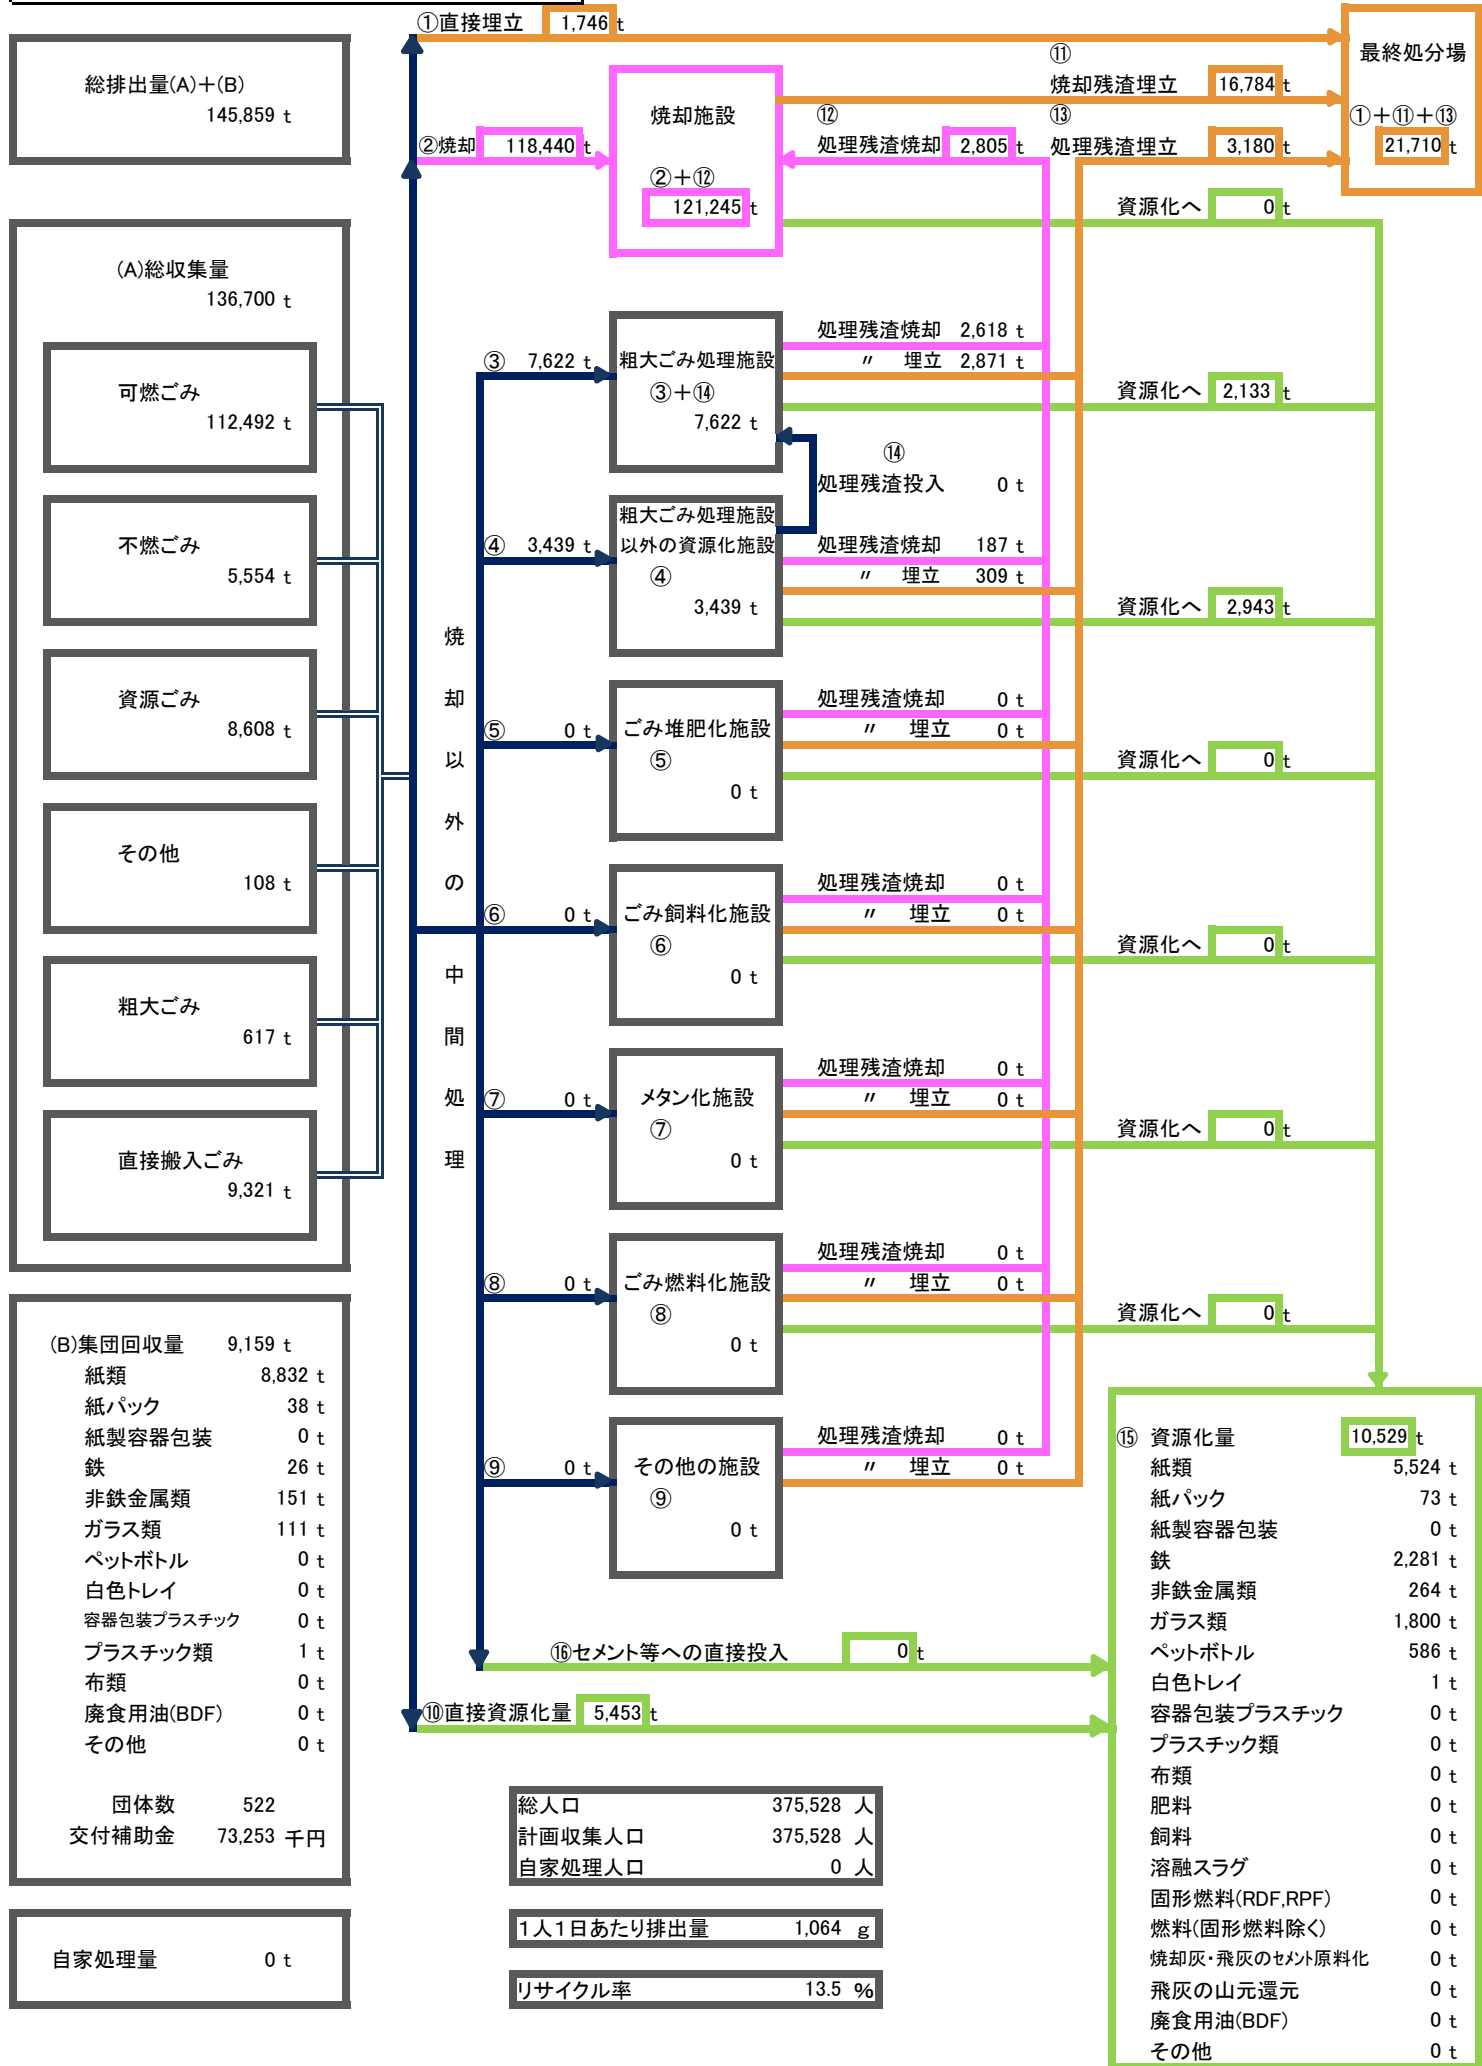 ①直接埋立 1,746 t
総排出量(A)＋(B)
145,859 t
②焼却 118,440 t
焼却施設
②＋⑫
121,245 t
⑪
焼却残渣埋立 16,784 t
⑫
処理残渣焼却 2,805 t
⑬
処理残渣埋立 3,180 t
最終処分場
①＋⑪＋⑬
21,710 t
資源化へ 0 t
(A)総収集量
136,700 t
可燃ごみ
112,492 t
不燃ごみ
5,554 t
資源ごみ
8,608 t
その他
108 t
粗大ごみ
617 t
直接搬入ごみ
9,321 t
焼却以外の中間処理
③ 7,622 t
粗大ごみ処理施設
③＋⑭
7,622 t
処理残渣焼却 2,618 t
〃 埋立 2,871 t
資源化へ 2,133 t
⑭
処理残渣投入 0 t
④ 3,439 t
粗大ごみ処理施設
以外の資源化施設
④
3,439 t
処理残渣焼却 187 t
〃 埋立 309 t
資源化へ 2,943 t
⑤ 0 t
ごみ堆肥化施設
⑤
0 t
処理残渣焼却 0 t
〃 埋立 0 t
資源化へ 0 t
⑥ 0 t
ごみ飼料化施設
⑥
0 t
処理残渣焼却 0 t
〃 埋立 0 t
資源化へ 0 t
⑦ 0 t
メタン化施設
⑦
0 t
処理残渣焼却 0 t
〃 埋立 0 t
資源化へ 0 t
⑧ 0 t
ごみ燃料化施設
⑧
0 t
処理残渣焼却 0 t
〃 埋立 0 t
資源化へ 0 t
⑨ 0 t
その他の施設
⑨
0 t
処理残渣焼却 0 t
〃 埋立 0 t
⑯セメント等への直接投入 0 t
⑩直接資源化量 5,453 t
(B)集団回収量 9,159 t
紙類 8,832 t
紙パック 38 t
紙製容器包装 0 t
鉄 26 t
非鉄金属類 151 t
ガラス類 111 t
ペットボトル 0 t
白色トレイ 0 t
容器包装プラスチック 0 t
プラスチック類 1 t
布類 0 t
廃食用油(BDF) 0 t
その他 0 t
団体数 522
交付補助金 73,253 千円
自家処理量 0 t
総人口 375,528 人
計画収集人口 375,528 人
自家処理人口 0 人
1人1日あたり排出量 1,064 g
リサイクル率 13.5 %
⑮ 資源化量 10,529 t
紙類 5,524 t
紙パック 73 t
紙製容器包装 0 t
鉄 2,281 t
非鉄金属類 264 t
ガラス類 1,800 t
ペットボトル 586 t
白色トレイ 1 t
容器包装プラスチック 0 t
プラスチック類 0 t
布類 0 t
肥料 0 t
飼料 0 t
溶融スラグ 0 t
固形燃料(RDF,RPF) 0 t
燃料(固形燃料除く) 0 t
焼却灰・飛灰のセメント原料化 0 t
飛灰の山元還元 0 t
廃食用油(BDF) 0 t
その他 0 t